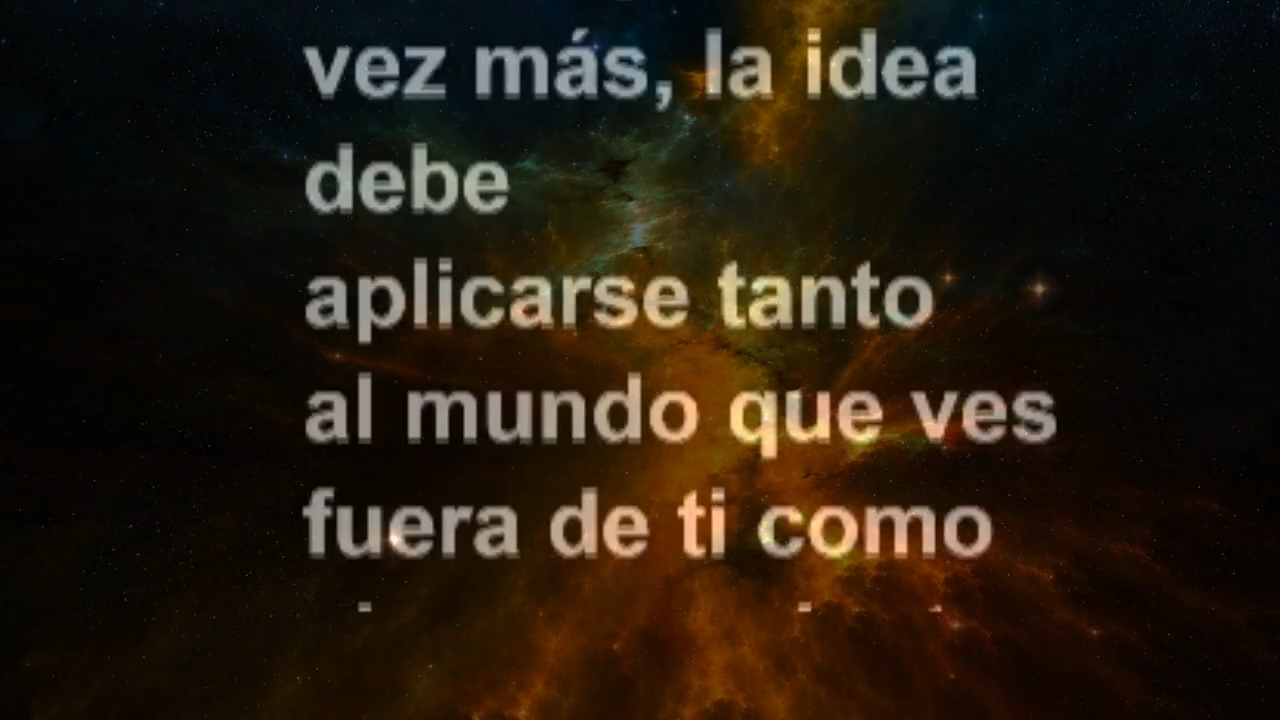 vez más, la idea
debe
aplicarse tanto
al mundo que ves
fuera de ti como